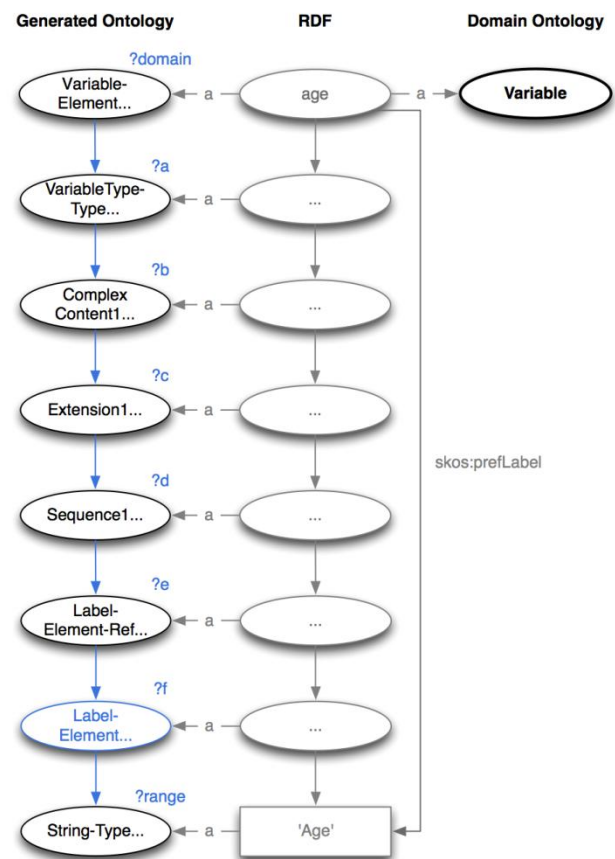 Generated Ontology RDF Domain Ontology
?domain
Variable-
Element...
a
age
a
Variable
?a
VariableType-
Type...
a
...
?b
Complex
Content1...
a
...
?c
Extension1...
a
...
skos:prefLabel
?d
Sequence1...
a
...
?e
Label-
Element-Ref...
a
...
?f
Label-
Element...
a
...
?range
String-Type...
a
'Age'